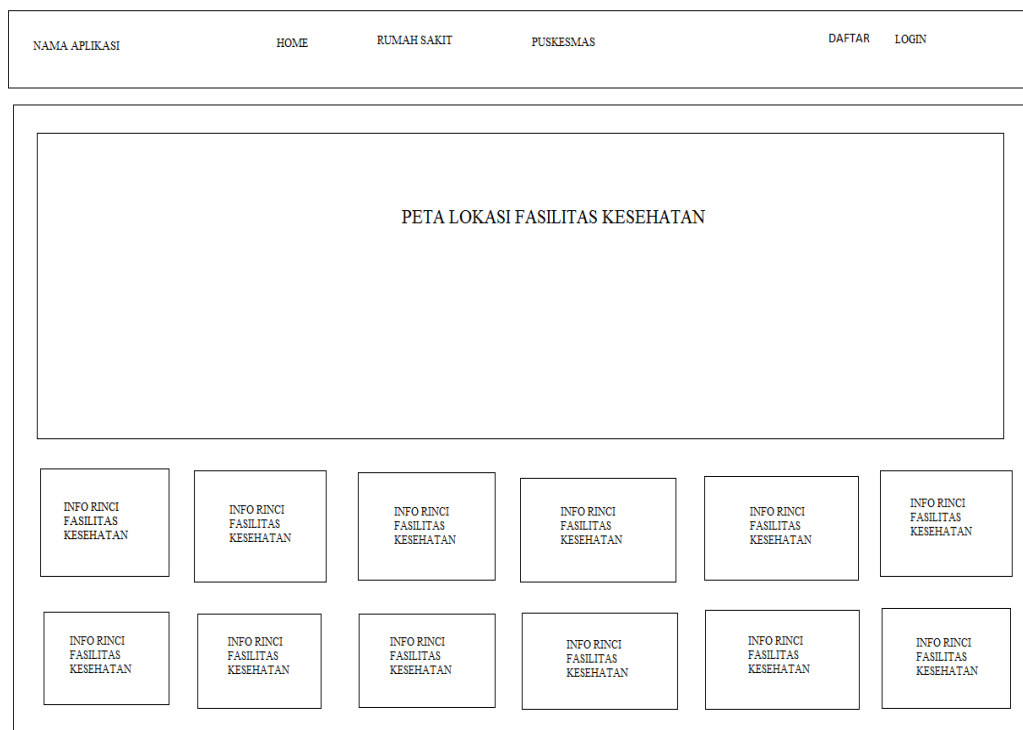 NAMA APLIKASI HOME RUMAH SAKIT PUSKESMAS DAFTAR LOGIN
PETA LOKASI FASILITAS KESEHATAN
INFO RINCI
FASILITAS
KESEHATAN
INFO RINCI
FASILITAS
KESEHATAN
INFO RINCI
FASILITAS
KESEHATAN
INFO RINCI
FASILITAS
KESEHATAN
INFO RINCI
FASILITAS
KESEHATAN
INFO RINCI
FASILITAS
KESEHATAN
INFO RINCI
FASILITAS
KESEHATAN
INFO RINCI
FASILITAS
KESEHATAN
INFO RINCI
FASILITAS
KESEHATAN
INFO RINCI
FASILITAS
KESEHATAN
INFO RINCI
FASILITAS
KESEHATAN
INFO RINCI
FASILITAS
KESEHATAN